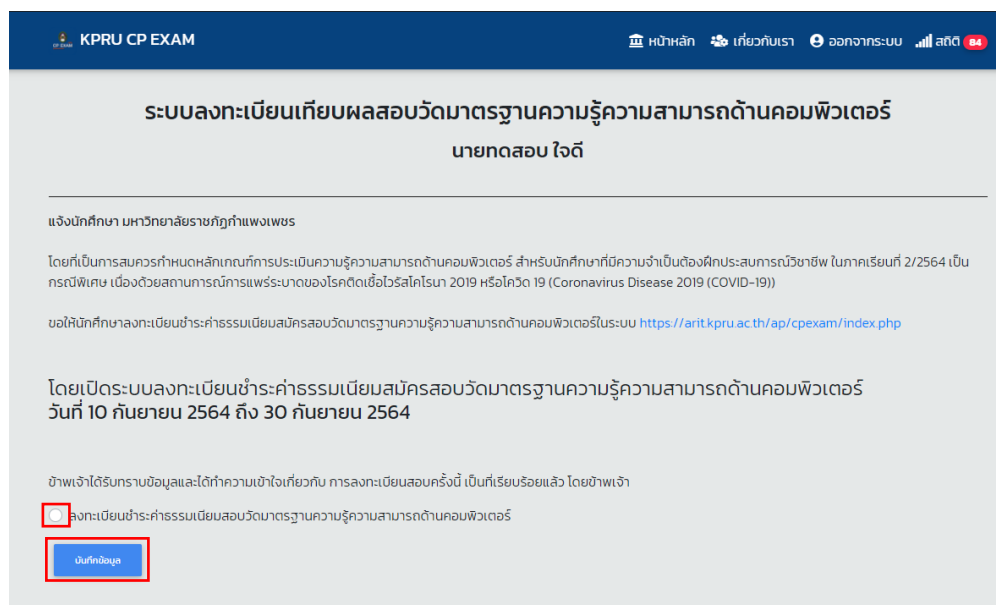 KPRU CP EXAM
หน้าหลัก เกี่ยวกับเรา ออกจากระบบ สถิติ 84
ระบบลงทะเบียนเทียบผลสอบวัดมาตรฐานความรู้ความสามารถด้านคอมพิวเตอร์
นายทดสอบ ใจดี
แจ้งนักศึกษา มหาวิทยาลัยราชภัฏกำแพงเพชร
โดยที่เป็นการสมควรกำหนดหลักเกณฑ์การประเมินความรู้ความสามารถด้านคอมพิวเตอร์ สำหรับนักศึกษาที่มีความจำเป็นต้องฝึกประสบการณ์วิชาชีพ ในภาคเรียนที่ 2/2564 เป็น
กรณีพิเศษ เนื่องด้วยสถานการณ์การแพร่ระบาดของโรคติดเชื้อไวรัสโคโรนา 2019 หรือโควิด 19 (Coronavirus Disease 2019 (COVID-19))
ขอให้นักศึกษาลงทะเบียนชำระค่าธรรมเนียมสมัครสอบวัดมาตรฐานความรู้ความสามารถด้านคอมพิวเตอร์ในระบบ https://arit.kpru.ac.th/ap/cpexam/index.php
โดยเปิดระบบลงทะเบียนชำระค่าธรรมเนียมสมัครสอบวัดมาตรฐานความรู้ความสามารถด้านคอมพิวเตอร์
วันที่ 10 กันยายน 2564 ถึง 30 กันยายน 2564
ข้าพเจ้าได้รับทราบข้อมูลและได้ทำความเข้าใจเกี่ยวกับ การลงทะเบียนสอบครั้งนี้ เป็นที่เรียบร้อยแล้ว โดยข้าพเจ้า
ลงทะเบียนชำระค่าธรรมเนียมสอบวัดมาตรฐานความรู้ความสามารถด้านคอมพิวเตอร์
บันทึกข้อมูล